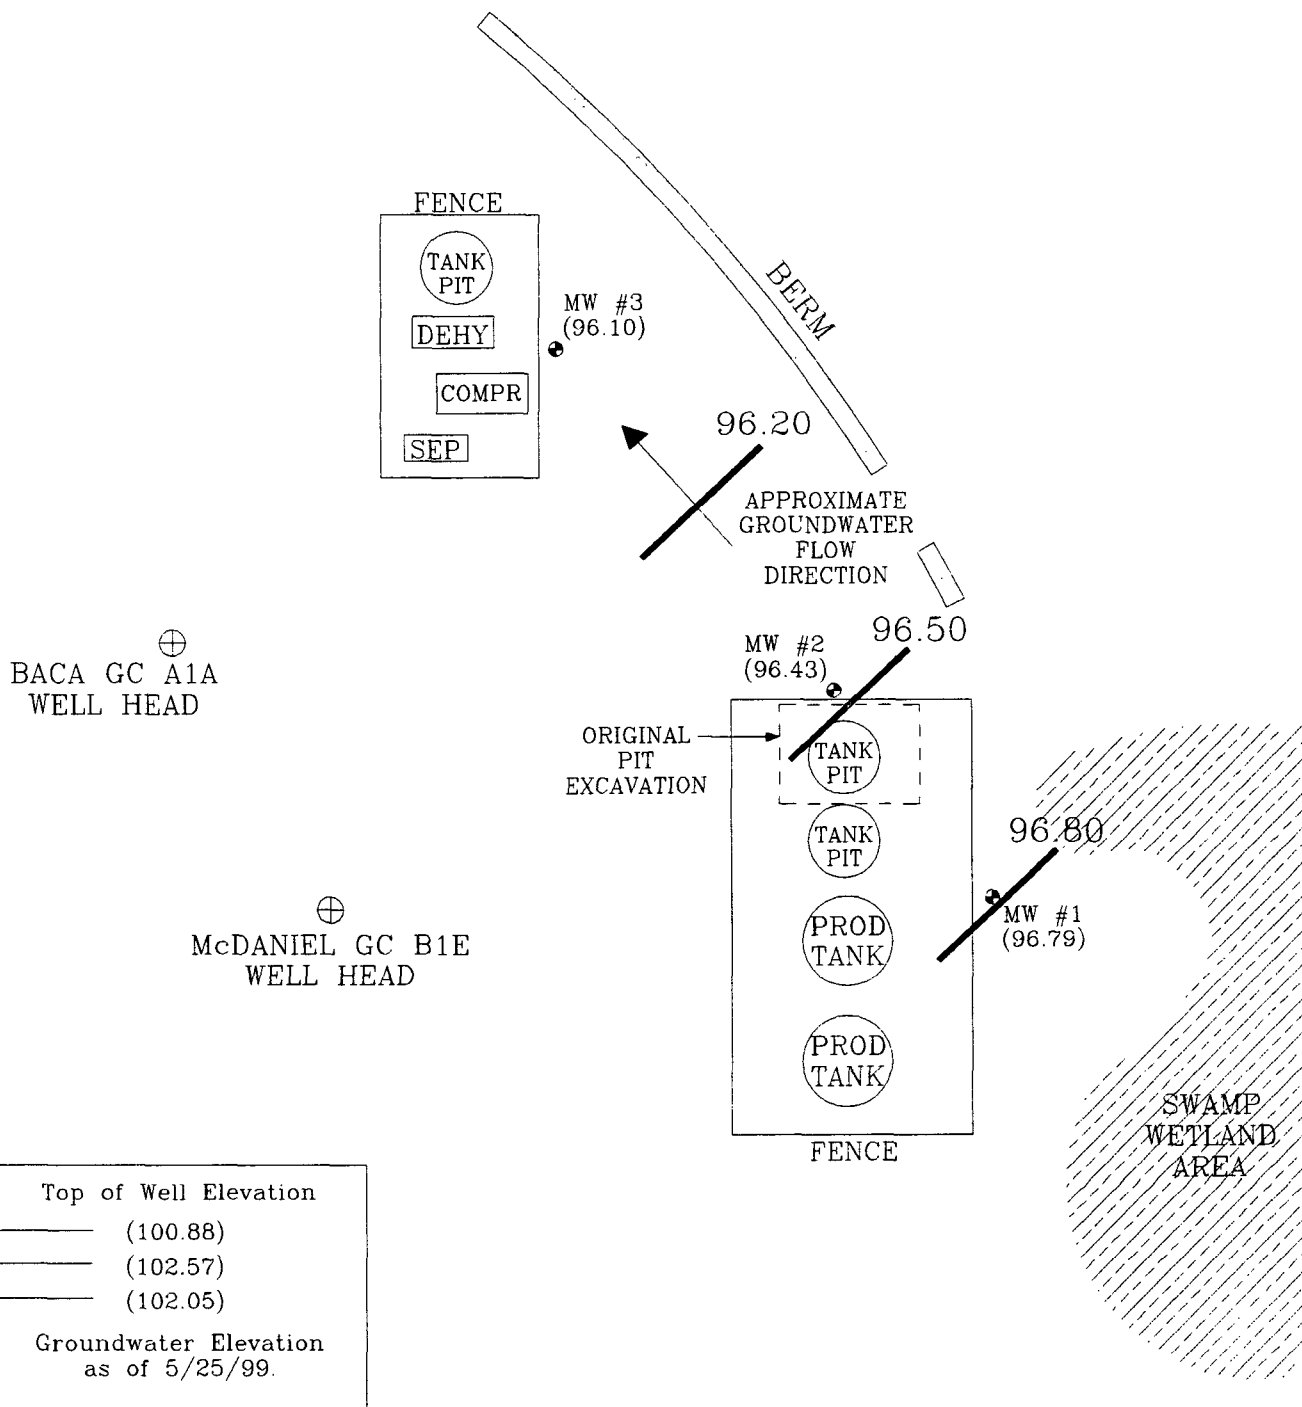 FENCE
TANK
PIT
DEHY
COMPR
SEP
MW #3
(96.10)
BERM
96.20
APPROXIMATE
GROUNDWATER
FLOW
DIRECTION
BACA GC A1A
WELL HEAD
MW #2
(96.43)
96.50
ORIGINAL
PIT
EXCAVATION
TANK
PIT
TANK
PIT
96.80
MW #1
(96.79)
McDANIEL GC B1E
WELL HEAD
PROD
TANK
PROD
TANK
FENCE
SWAMP
WETLAND
AREA
Top of Well Elevation
(100.88)
(102.57)
(102.05)
Groundwater Elevation
as of 5/25/99.